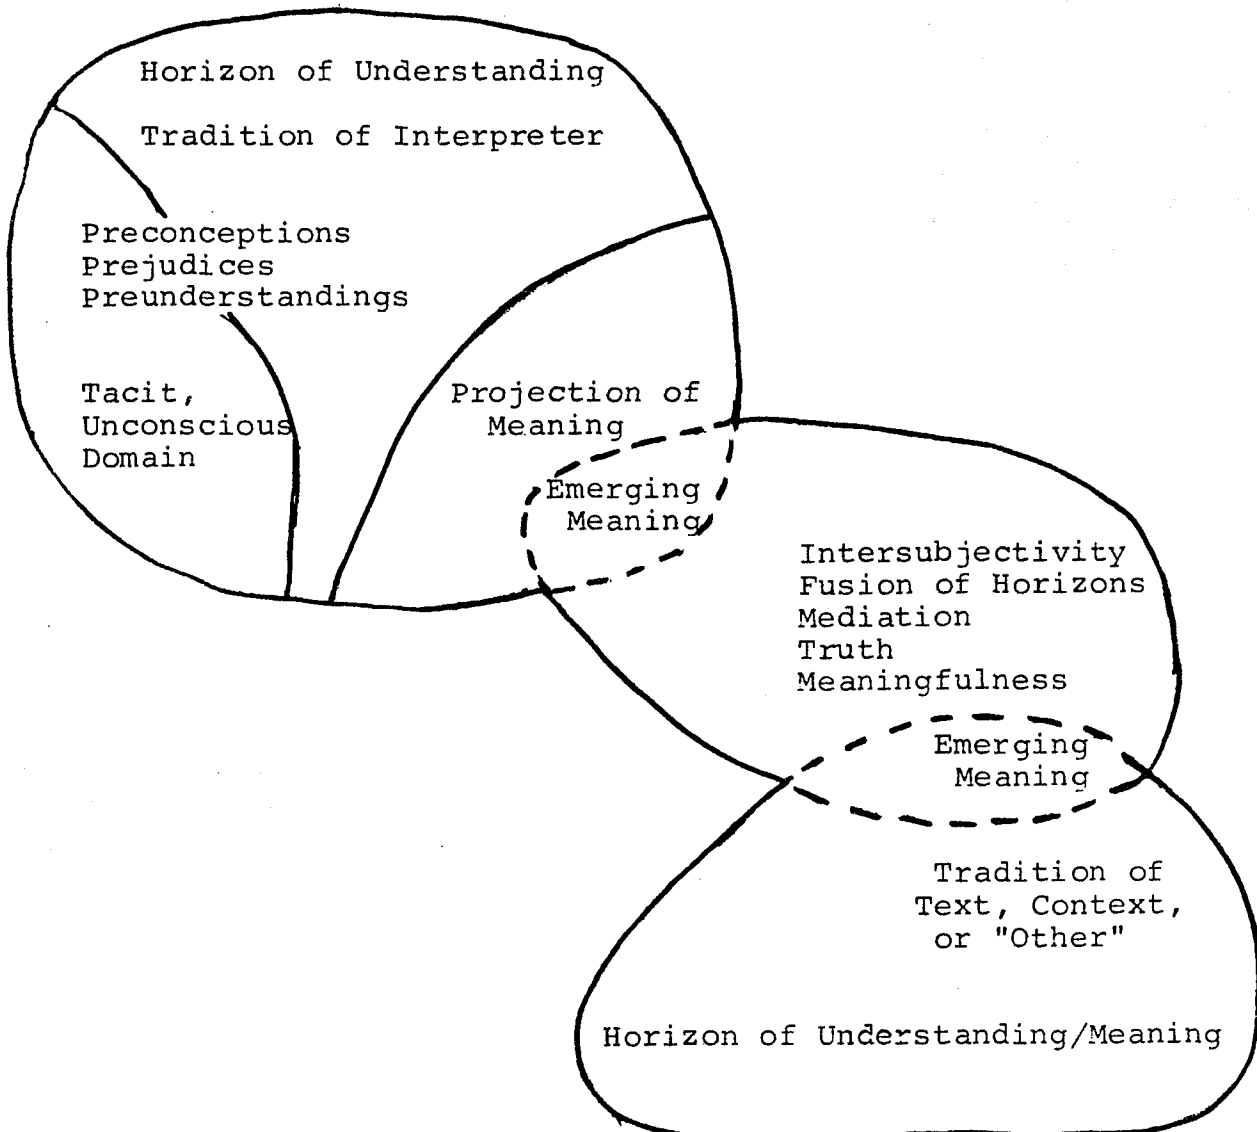 Horizon of Understanding
Tradition of Interpreter
Preconceptions
Prejudices
Preunderstandings
Tacit,
Unconscious
Domain
Projection of
Meaning
Emerging
Meaning
Intersubjectivity
Fusion of Horizons
Mediation
Truth
Meaningfulness
Emerging
Meaning
Tradition of
Text, Context,
or "Other"
Horizon of Understanding/Meaning